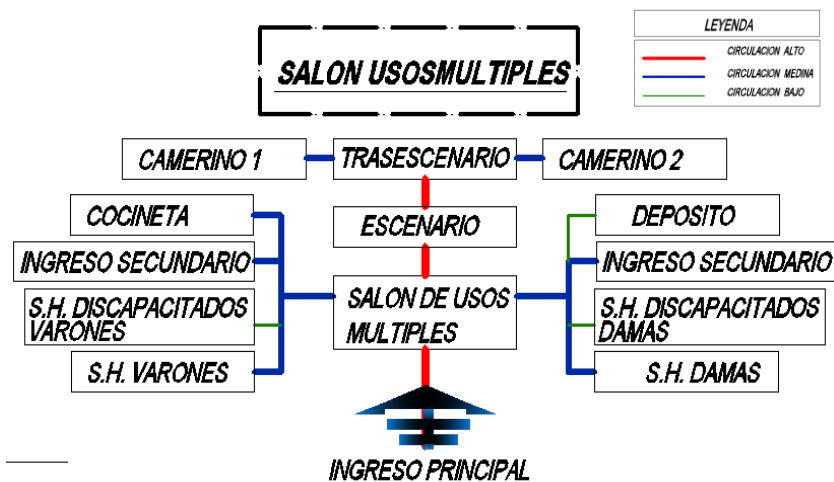 LEYENDA
CIRCULACION ALTO
CIRCULACION MEDINA
CIRCULACION BAJO
SALON USOSMULTIPLES
CAMERINO 1
TRASESCENARIO
CAMERINO 2
COCINETA
ESCENARIO
DEPOSITO
INGRESO SECUNDARIO
INGRESO SECUNDARIO
S.H. DISCAPACITADOS
VARONES
SALON DE USOS
MULTIPLES
S.H. DISCAPACITADOS
DAMAS
S.H. VARONES
S.H. DAMAS
INGRESO PRINCIPAL